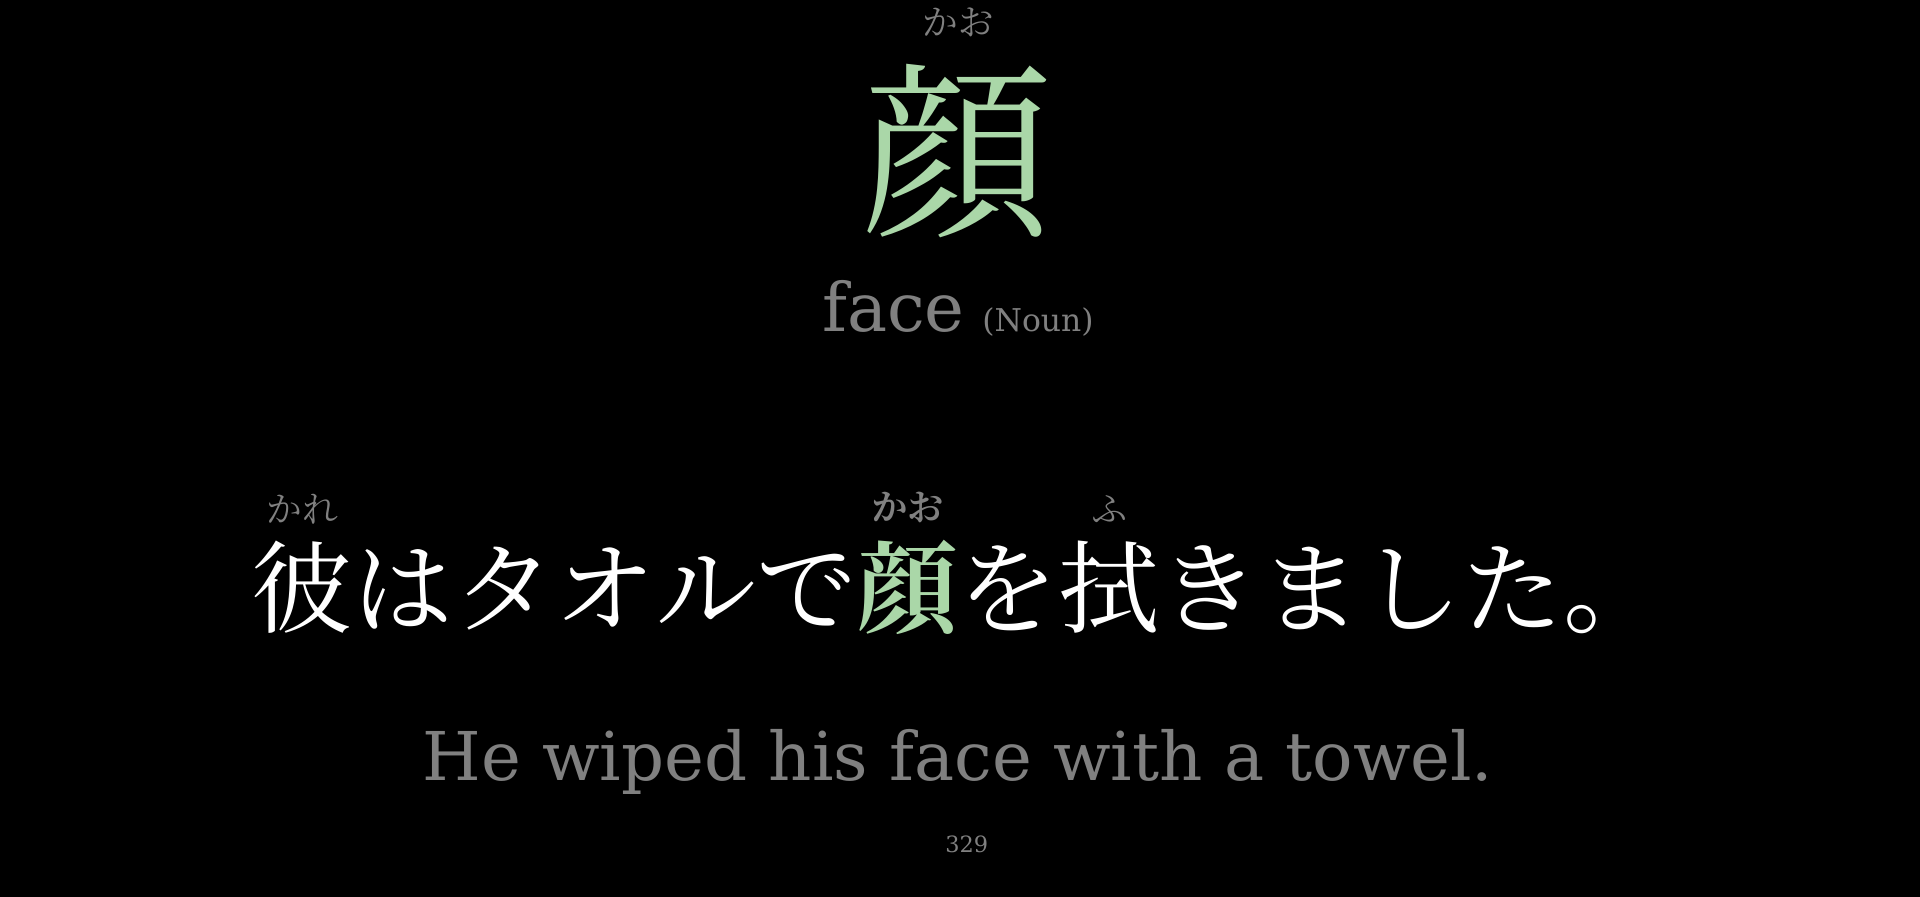 かお
顔
face (Noun)
かれ かお ふ
彼はタオルで顔を拭きました。
He wiped his face with a towel.
329